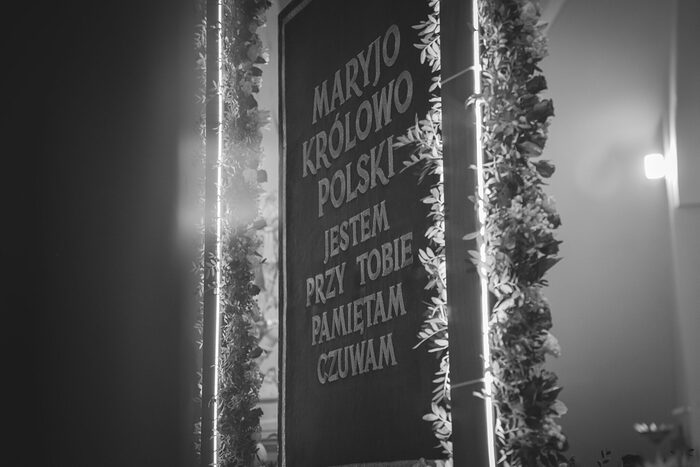 MARYJO
KRÓLOWO
POLSKI
JESTEM
PRZY TOBIE
PAMIĘTAM
CZUWAM